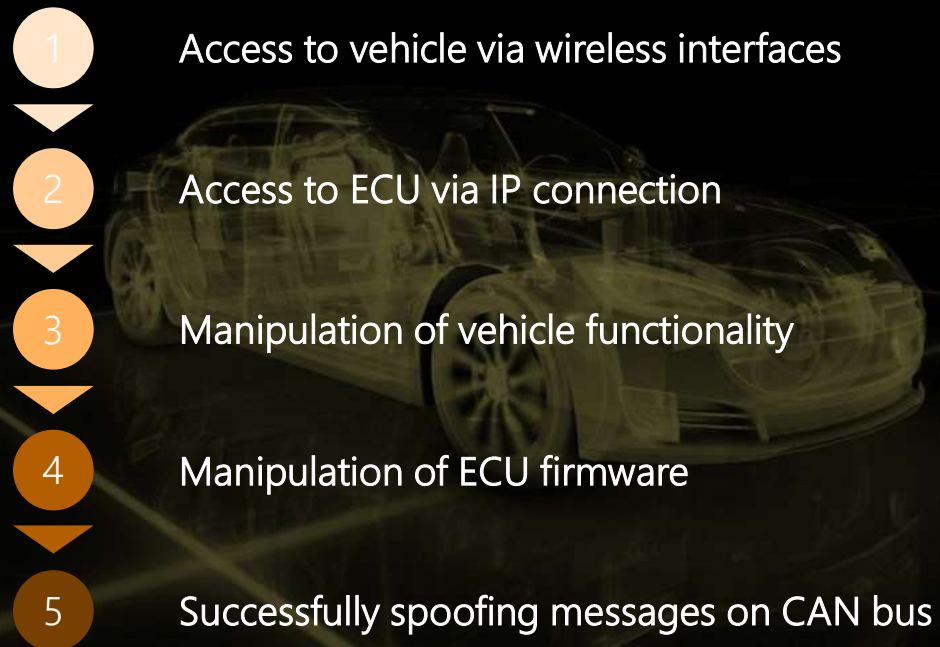 1 Access to vehicle via wireless interfaces
2 Access to ECU via IP connection
3 Manipulation of vehicle functionality
4 Manipulation of ECU firmware
5 Successfully spoofing messages on CAN bus